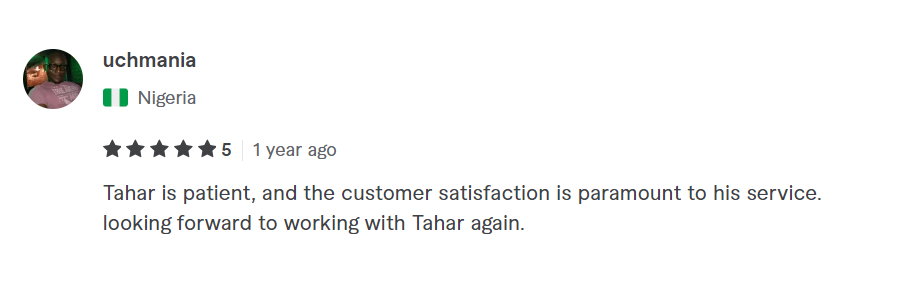 uchmania
Nigeria
5 1 year ago
Tahar is patient, and the customer satisfaction is paramount to his service.
looking forward to working with Tahar again.